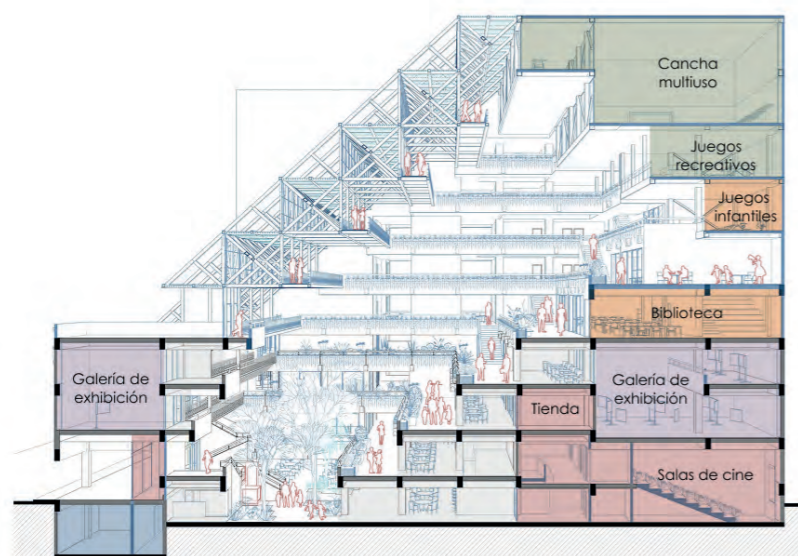 Cancha
multiuso
Juegos
recreativos
Juegos
infantiles
Biblioteca
Galería de
exhibición
Galería de
exhibición
Tienda
Salas de cine